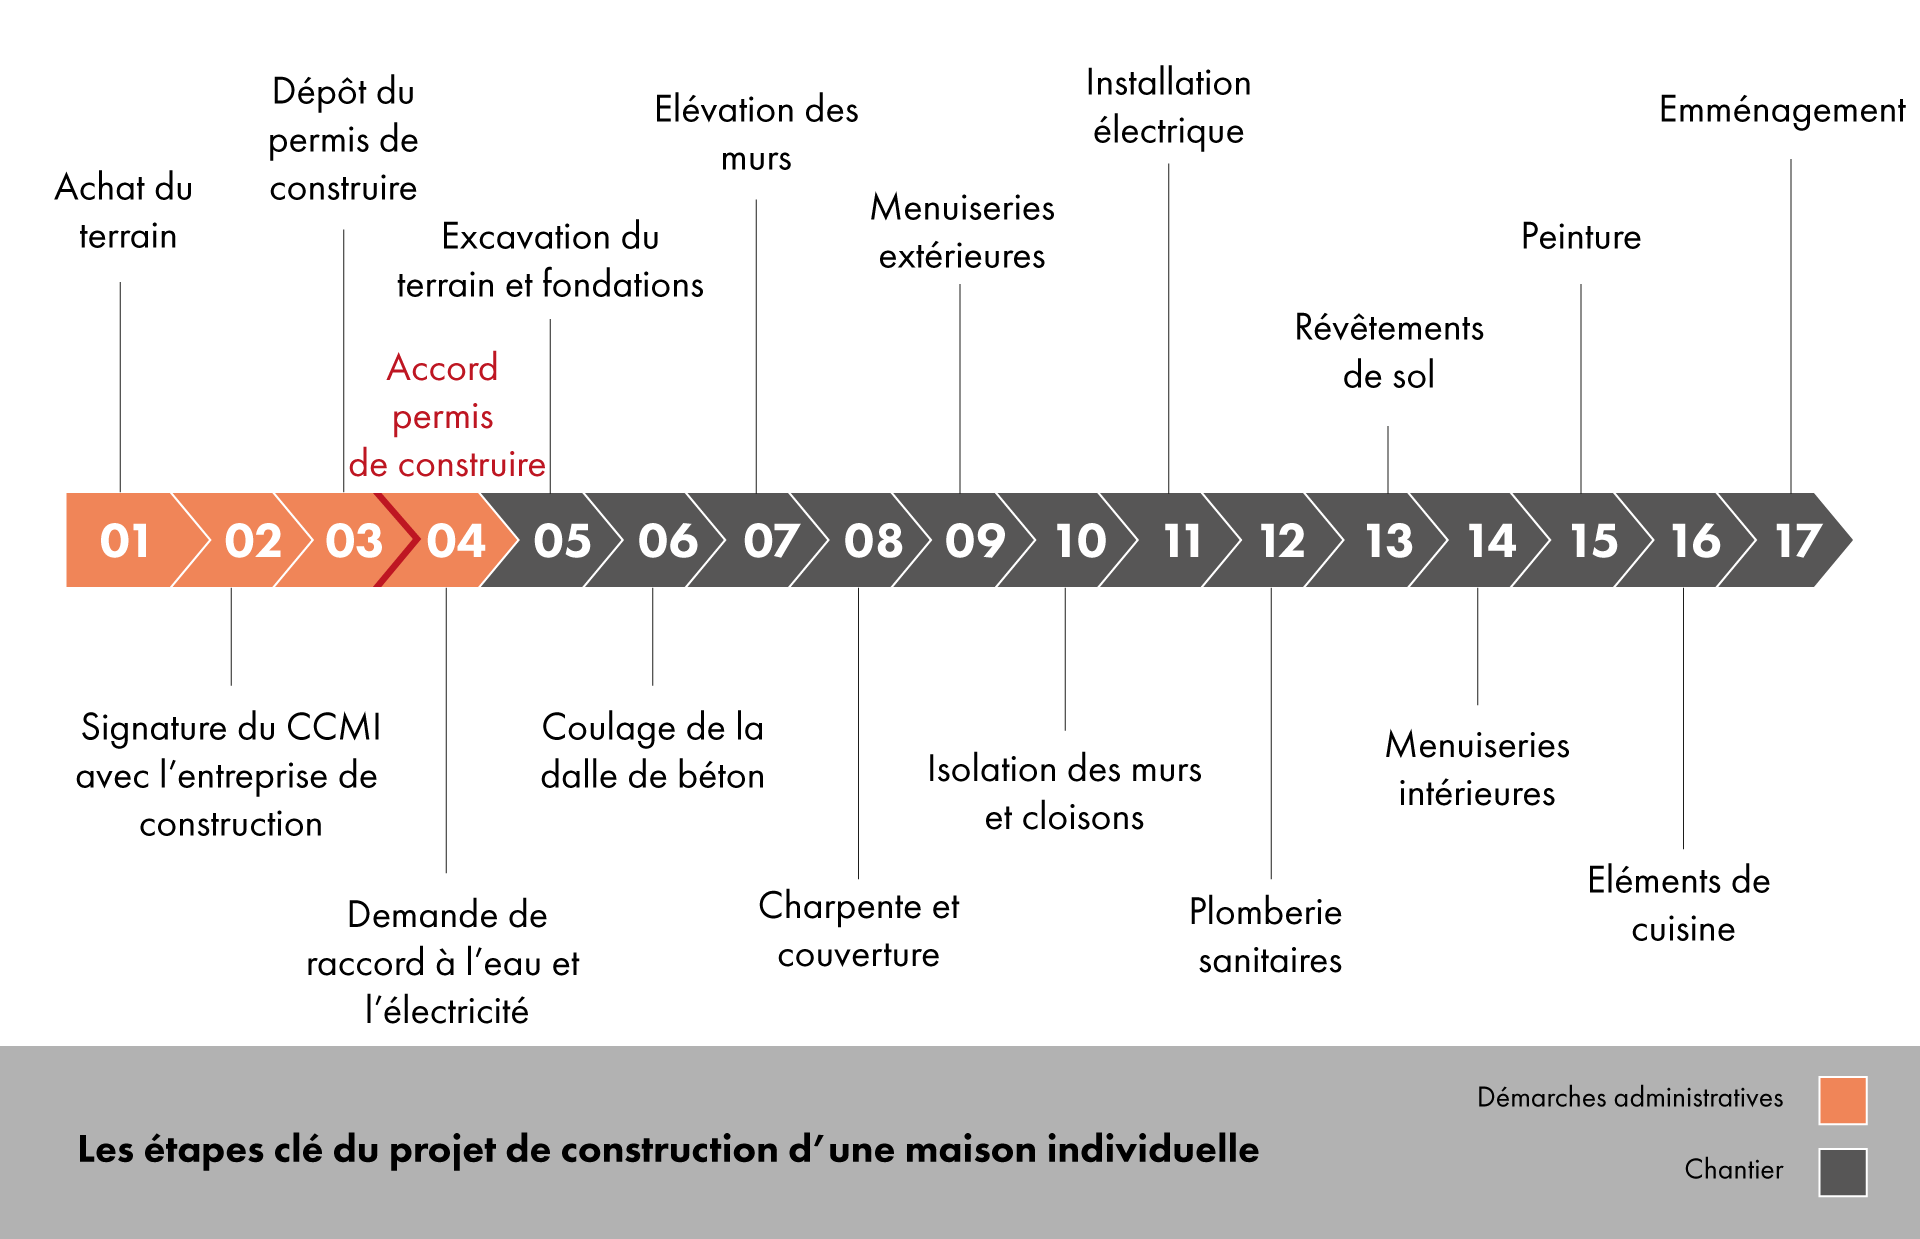 Achat du
terrain
Dépôt du
permis de
construire
Accord
permis
de construire
Excavation du
terrain et fondations
Elévation des
murs
Menuiseries
extérieures
Installation
électrique
Révêtements
de sol
Peinture
Emménagement
01 02 03 04 05 06 07 08 09 10 11 12 13 14 15 16 17
Signature du CCMI
avec l’entreprise de
construction
Demande de
raccord à l’eau et
l’électricité
Coulage de la
dalle de béton
Charpente et
couverture
Isolation des murs
et cloisons
Plomberie
sanitaires
Menuiseries
intérieures
Eléments de
cuisine
Les étapes clé du projet de construction d’une maison individuelle
Démarches administratives
Chantier